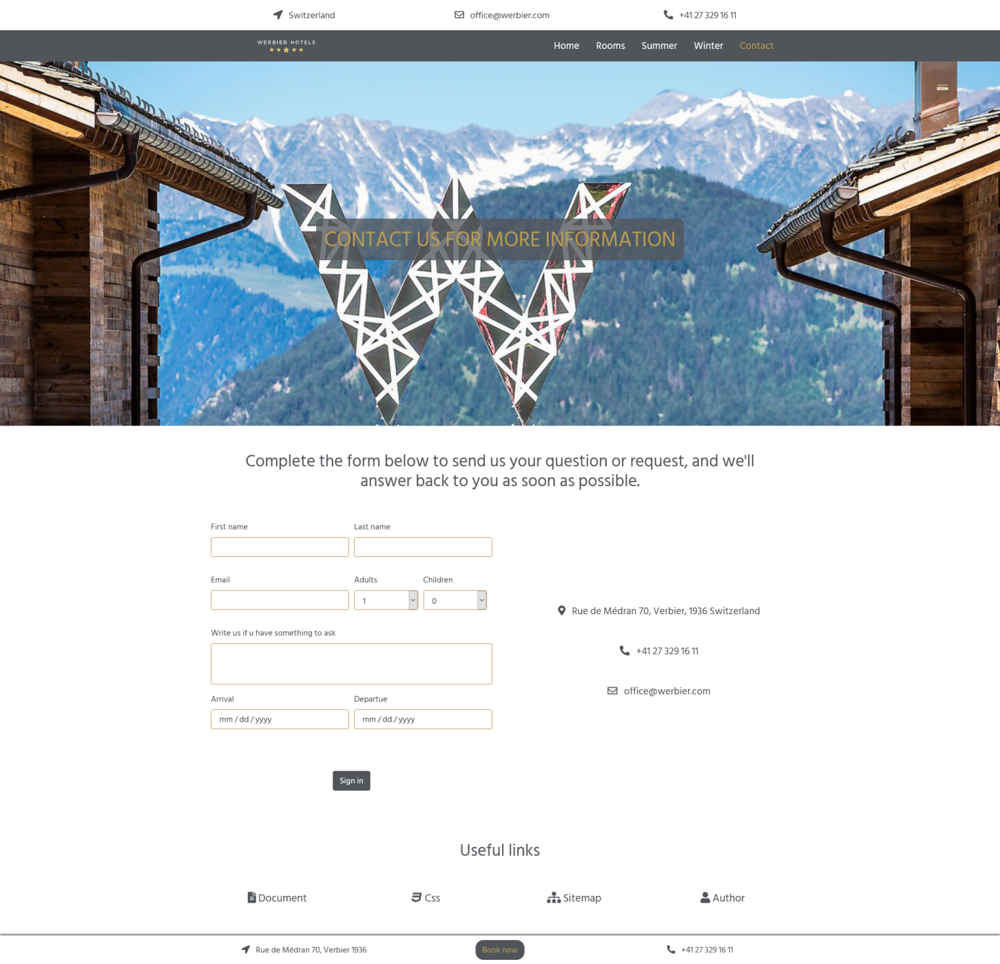 Switzerland
office@werbier.com
+41 27 329 16 11
WERBIER HOTELS
Home Rooms Summer Winter Contact
CONTACT US FOR MORE INFORMATION
Complete the form below to send us your question or request, and we'll
answer back to you as soon as possible.
First name Last name
Email Adults Children
1 0
Write us if u have something to ask
Arrival Departue
mm / dd / yyyy mm / dd / yyyy
Sign in
Rue de Médran 70, Verbier, 1936 Switzerland
+41 27 329 16 11
office@werbier.com
Useful links
Document Css Sitemap Author
Rue de Médran 70, Verbier 1936
Book now
+41 27 329 16 11